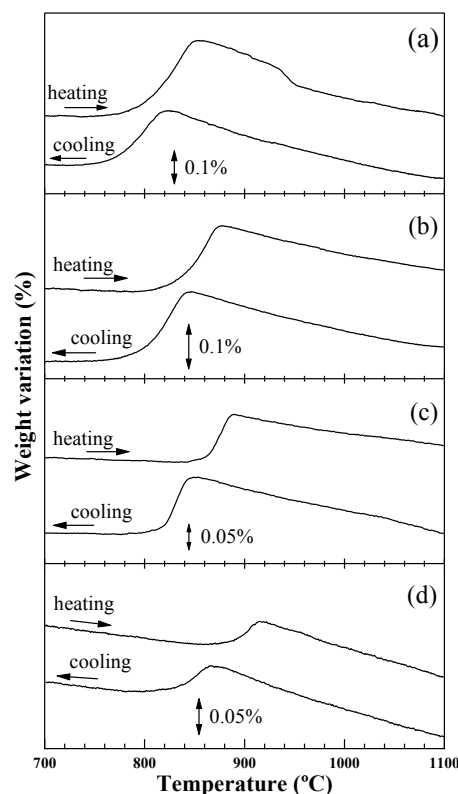 (a)
heating
cooling
0.1%
(b)
heating
cooling
0.1%
(c)
heating
cooling
0.05%
(d)
heating
cooling
0.05%
Weight variation (%)
700 800 900 1000 1100
Temperature (ºC)